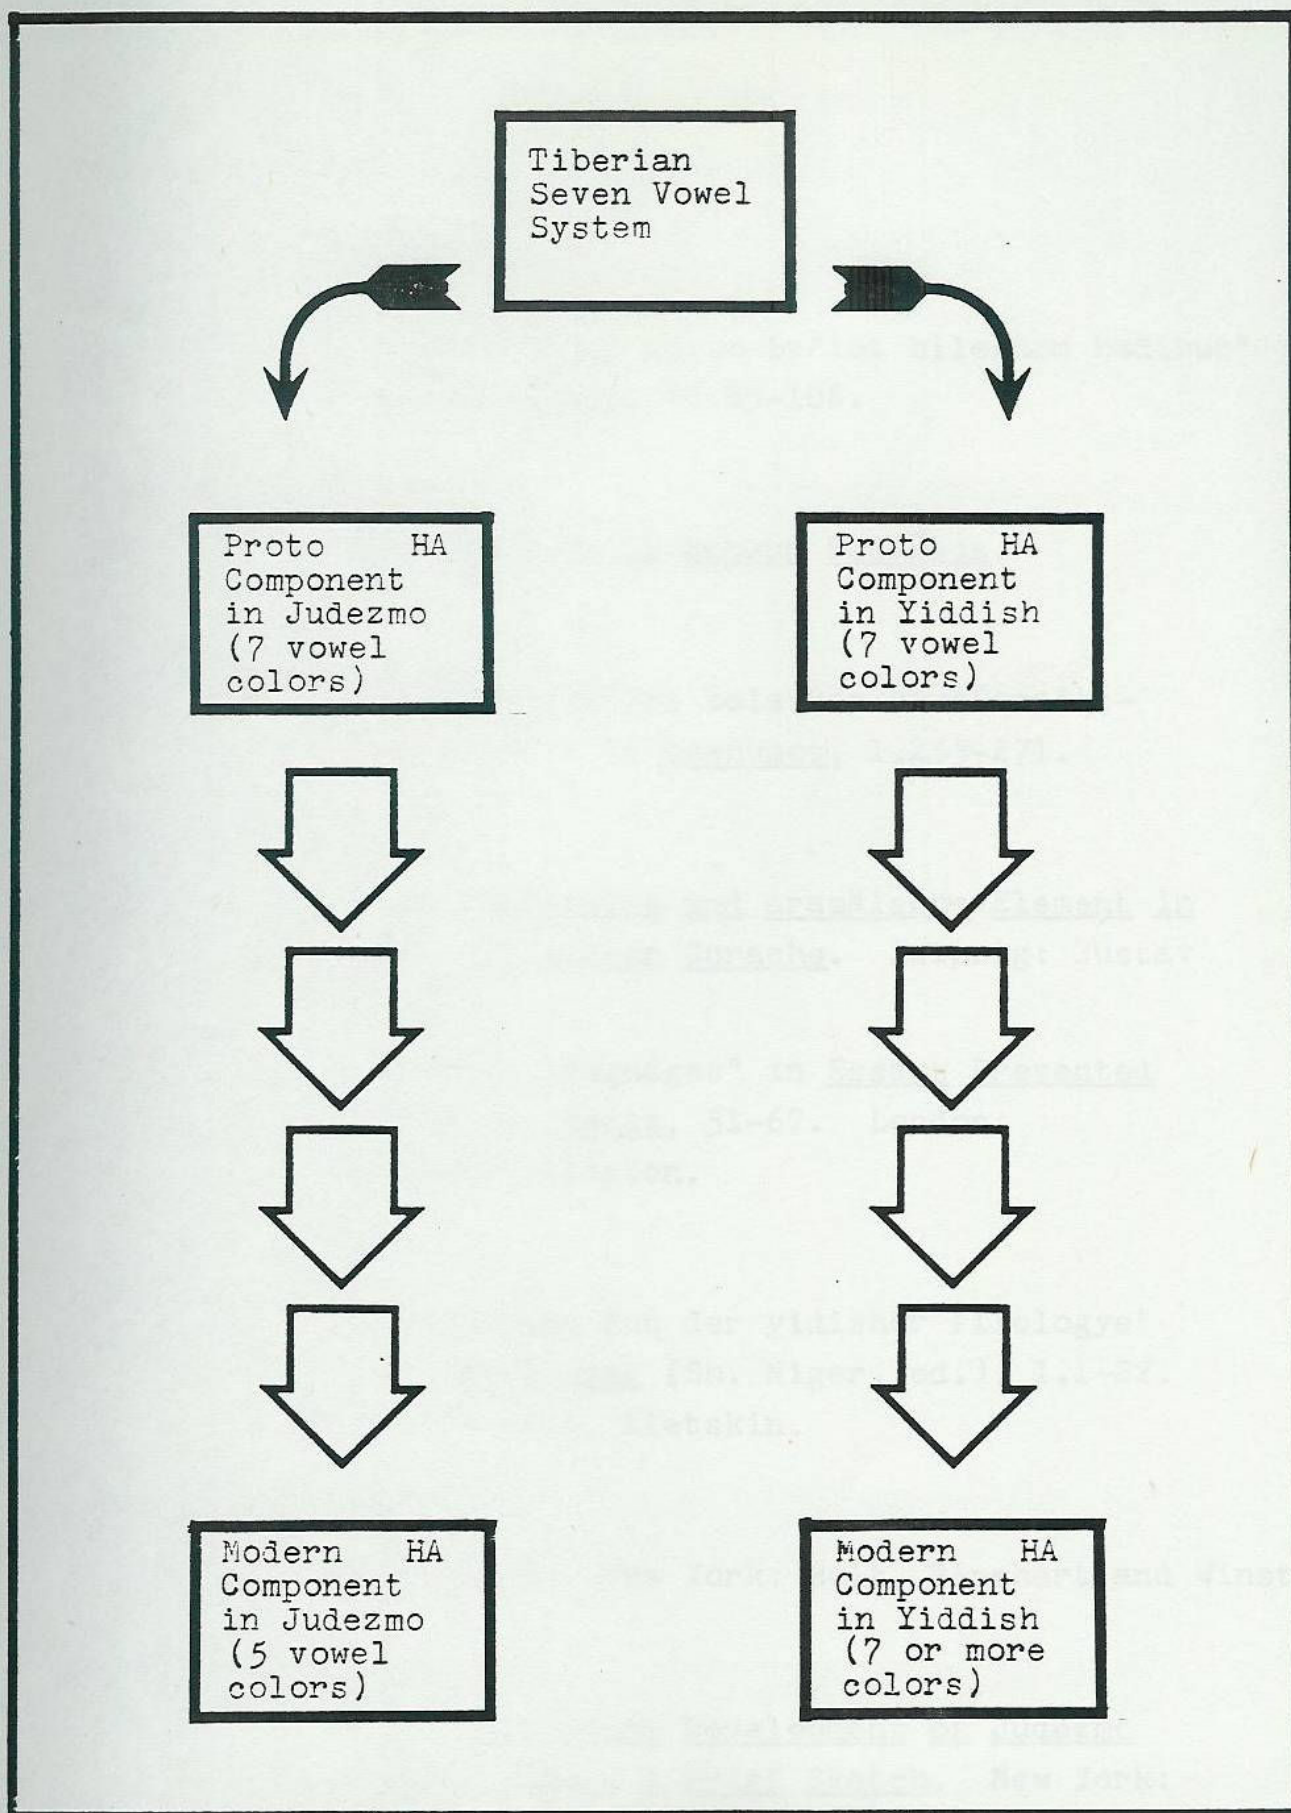 Tiberian
Seven Vowel
System
Proto HA
Component
in Judezmo
(7 vowel
colors)
Proto HA
Component
in Yiddish
(7 vowel
colors)
Modern HA
Component
in Judezmo
(5 vowel
colors)
Modern HA
Component
in Yiddish
(7 or more
colors)